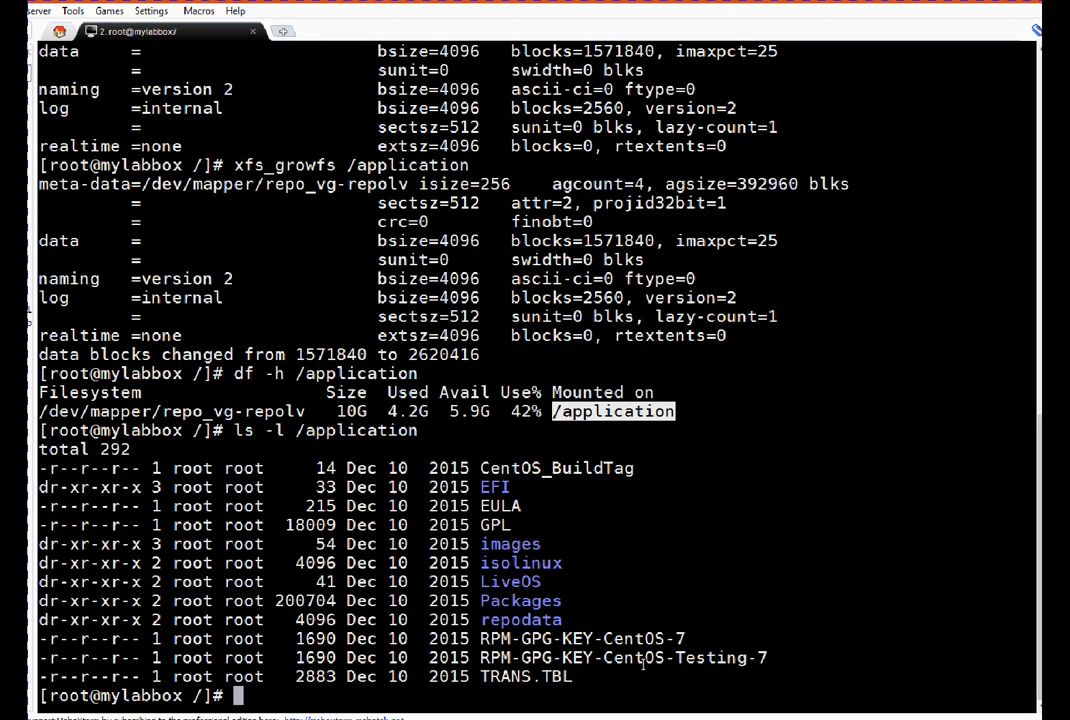 server Tools Games Settings Macros Help
2. root@mylabbox:/
data = bsize=4096 blocks=1571840, imaxpct=25
= sunit=0 swidth=0 blks
naming =version 2 bsize=4096 ascii-ci=0 ftype=0
log =internal bsize=4096 blocks=2560, version=2
= sectsz=512 sunit=0 blks, lazy-count=1
realtime =none extsz=4096 blocks=0, rtextents=0
[root@mylabbox /]# xfs_growfs /application
meta-data=/dev/mapper/repo_vg-repolv isize=256 agcount=4, agsize=392960 blks
= sectsz=512 attr=2, projid32bit=1
= crc=0 finobt=0
data = bsize=4096 blocks=1571840, imaxpct=25
= sunit=0 swidth=0 blks
naming =version 2 bsize=4096 ascii-ci=0 ftype=0
log =internal bsize=4096 blocks=2560, version=2
= sectsz=512 sunit=0 blks, lazy-count=1
realtime =none extsz=4096 blocks=0, rtextents=0
data blocks changed from 1571840 to 2620416
[root@mylabbox /]# df -h /application
Filesystem Size Used Avail Use% Mounted on
/dev/mapper/repo_vg-repolv 10G 4.2G 5.9G 42% /application
[root@mylabbox /]# ls -l /application
total 292
-r--r--r-- 1 root root 14 Dec 10 2015 CentOS_BuildTag
dr-xr-xr-x 3 root root 33 Dec 10 2015 EFI
-r--r--r-- 1 root root 215 Dec 10 2015 EULA
-r--r--r-- 1 root root 18009 Dec 10 2015 GPL
dr-xr-xr-x 3 root root 54 Dec 10 2015 images
dr-xr-xr-x 2 root root 4096 Dec 10 2015 isolinux
dr-xr-xr-x 2 root root 41 Dec 10 2015 LiveOS
dr-xr-xr-x 2 root root 200704 Dec 10 2015 Packages
dr-xr-xr-x 2 root root 4096 Dec 10 2015 repodata
-r--r--r-- 1 root root 1690 Dec 10 2015 RPM-GPG-KEY-CentOS-7
-r--r--r-- 1 root root 1690 Dec 10 2015 RPM-GPG-KEY-CentOS-Testing-7
-r--r--r-- 1 root root 2883 Dec 10 2015 TRANS.TBL
[root@mylabbox /]#